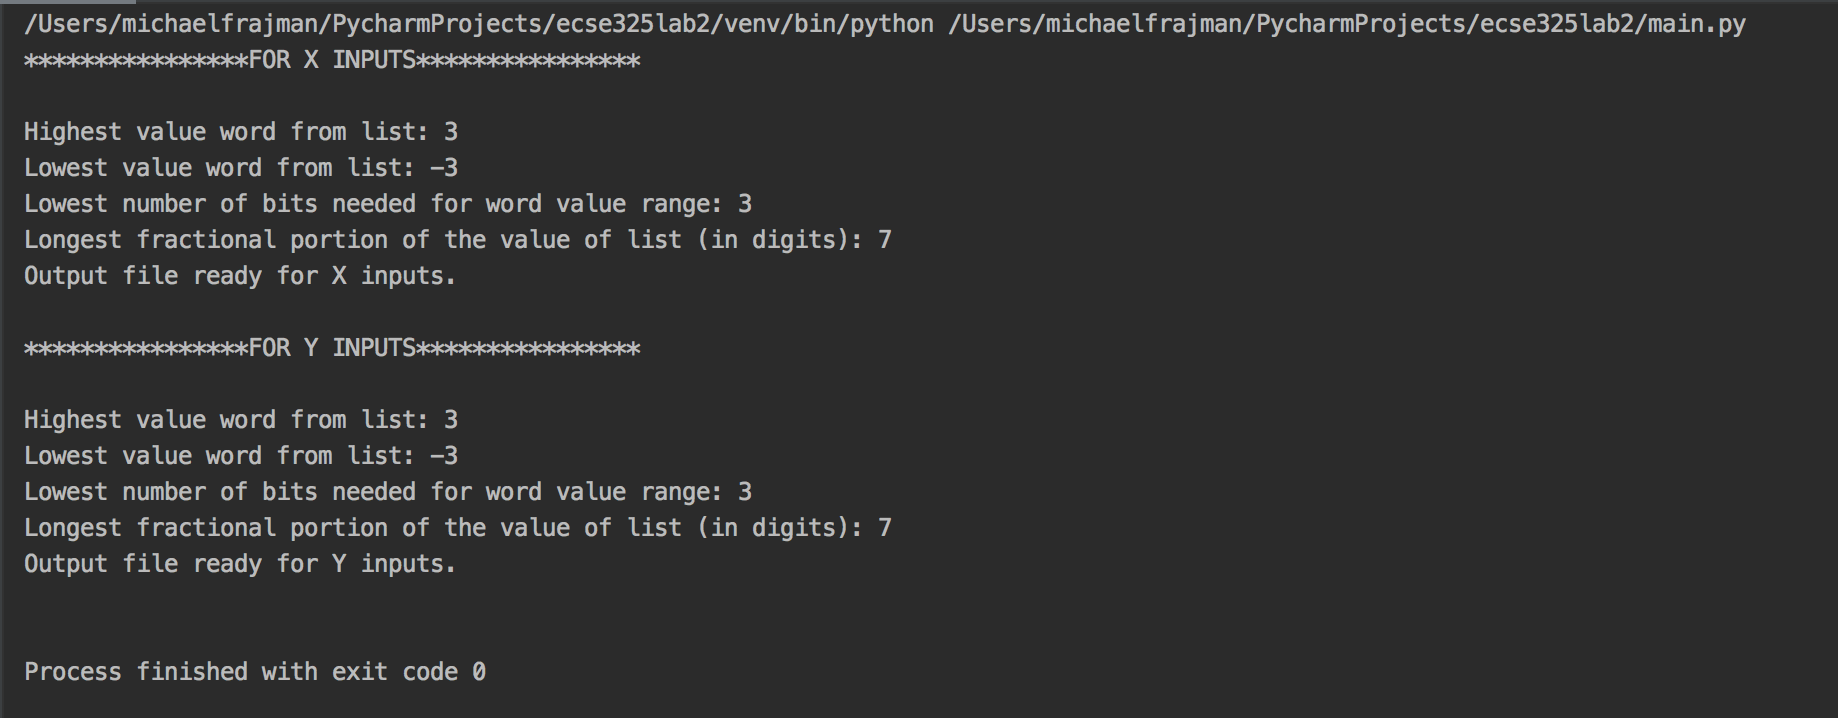 /Users/michaelfrajman/PycharmProjects/ecse325lab2/venv/bin/python /Users/michaelfrajman/PycharmProjects/ecse325lab2/main.py
****************FOR X INPUTS****************
Highest value word from list: 3
Lowest value word from list: -3
Lowest number of bits needed for word value range: 3
Longest fractional portion of the value of list (in digits): 7
Output file ready for X inputs.
****************FOR Y INPUTS****************
Highest value word from list: 3
Lowest value word from list: -3
Lowest number of bits needed for word value range: 3
Longest fractional portion of the value of list (in digits): 7
Output file ready for Y inputs.
Process finished with exit code 0